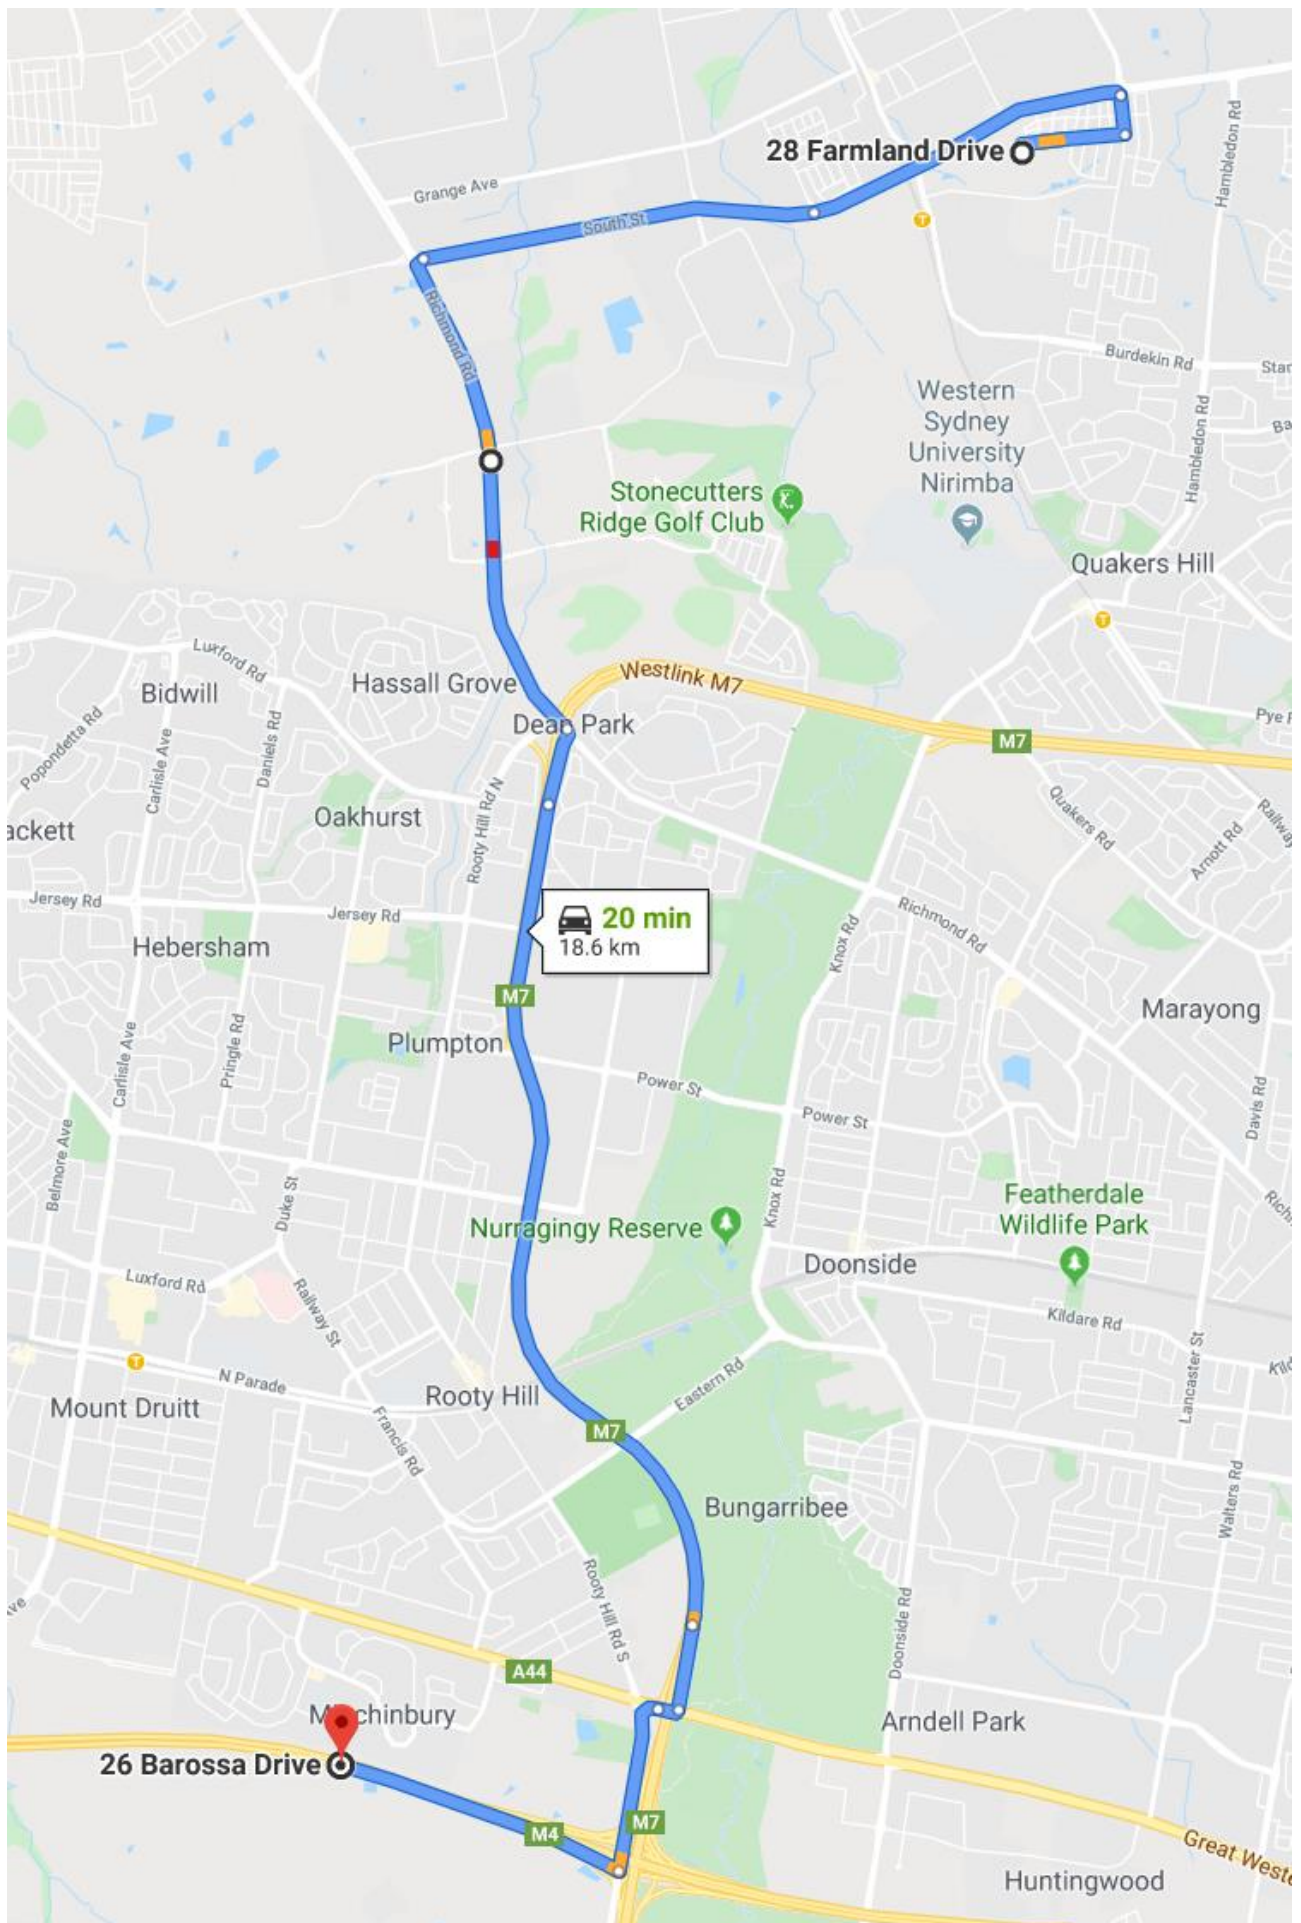 28 Farmland Drive
Hambledon Rd
Grange Ave
South St
T
Richmond Rd
Burdekin Rd
Star
Western
Sydney
University
Nirimba
Hambledon Rd
Ba
Stonecutters
Ridge Golf Club
Quakers Hill
T
Luxford Rd
Bidwill
Hassall Grove
Westlink M7
Dean Park
M7
Popondetta Rd
Carlisle Ave
Daniels Rd
Oakhurst
Rooty Hill Rd N
Quakers Rd
Arnott Rd
Railway
ackett
Jersey Rd
Jersey Rd
20 min
18.6 km
Hebersham
Knox Rd
Richmond Rd
M7
Marayong
Plumpton
Carlisle Ave
Pringle Rd
Power St
Power St
Davis Rd
Belmore Ave
Duke St
Knox Rd
Nurragingy Reserve
Featherdale
Wildlife Park
Doonside
Luxford Rd
Railway St
Kildare Rd
T
N Parade
Mount Druitt
Rooty Hill
Eastern Rd
Lancaster St
Francis Rd
M7
Bungarribee
Walters Rd
Rooty Hill Rd S
Doonside Rd
A44
Arndell Park
26 Barossa Drive
M4
M7
Great Weste
Huntingwood